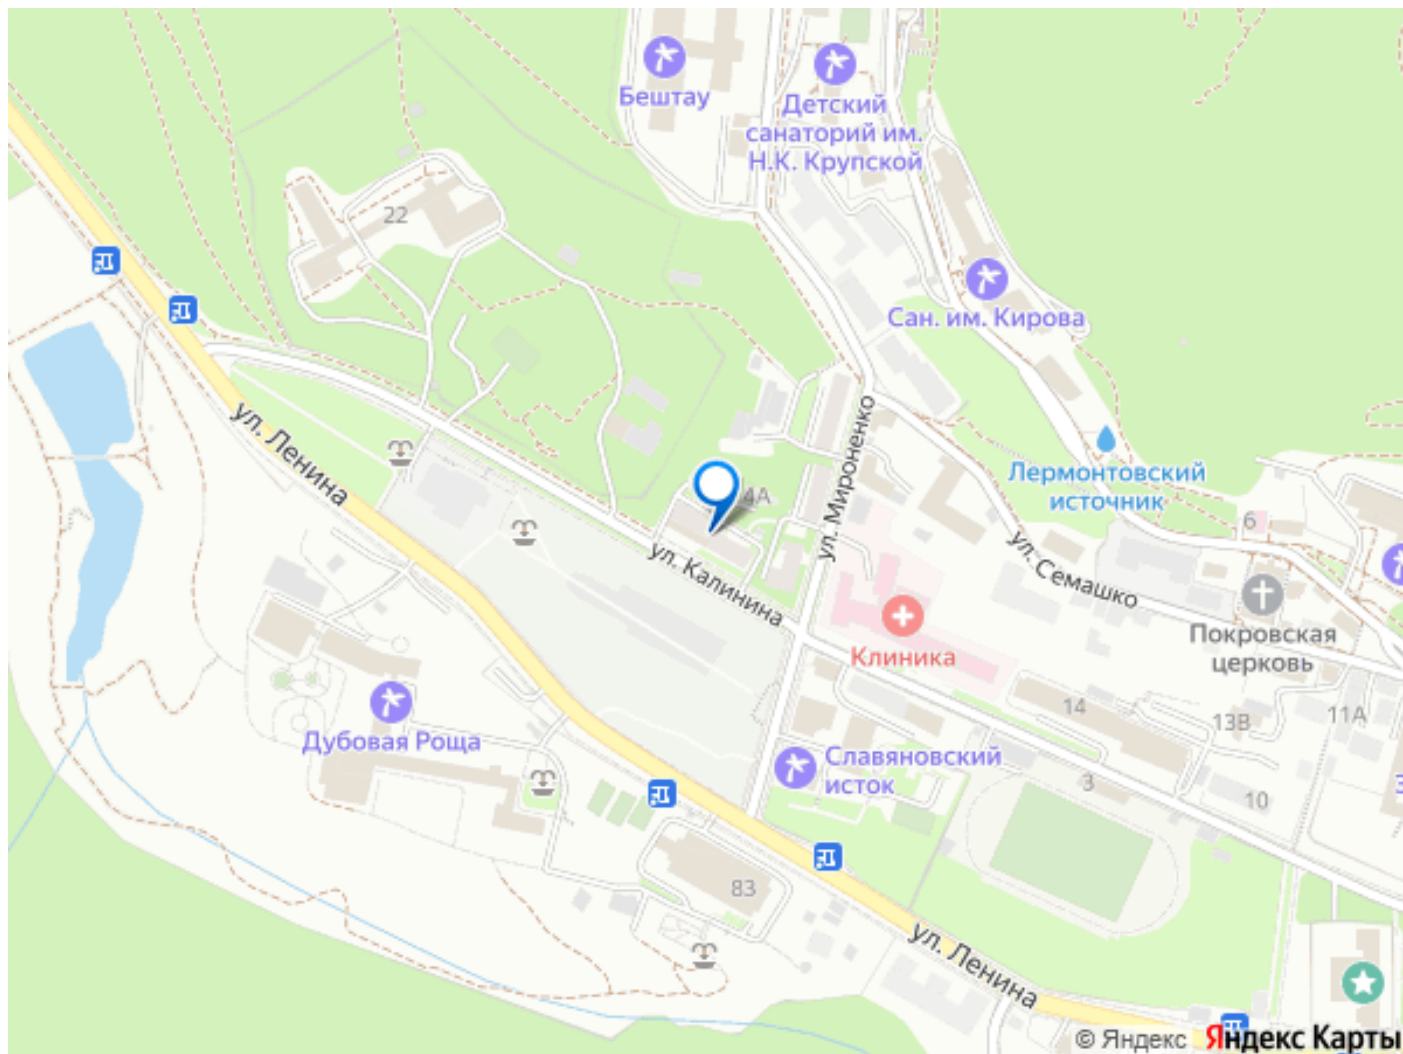 Бештау
Детский
санаторий им.
Н.К. Крупской
22
Сан. им. Кирова
ул. Ленина
ул. Мироненко
Лермонтовский
источник
4А
6
ул. Калинина
ул. Семашко
Покровская
церковь
Клиника
14
13В
11А
Дубовая Роща
Славяновский
исток
3
10
83
ул. Ленина
© Яндекс Яндекс Карты